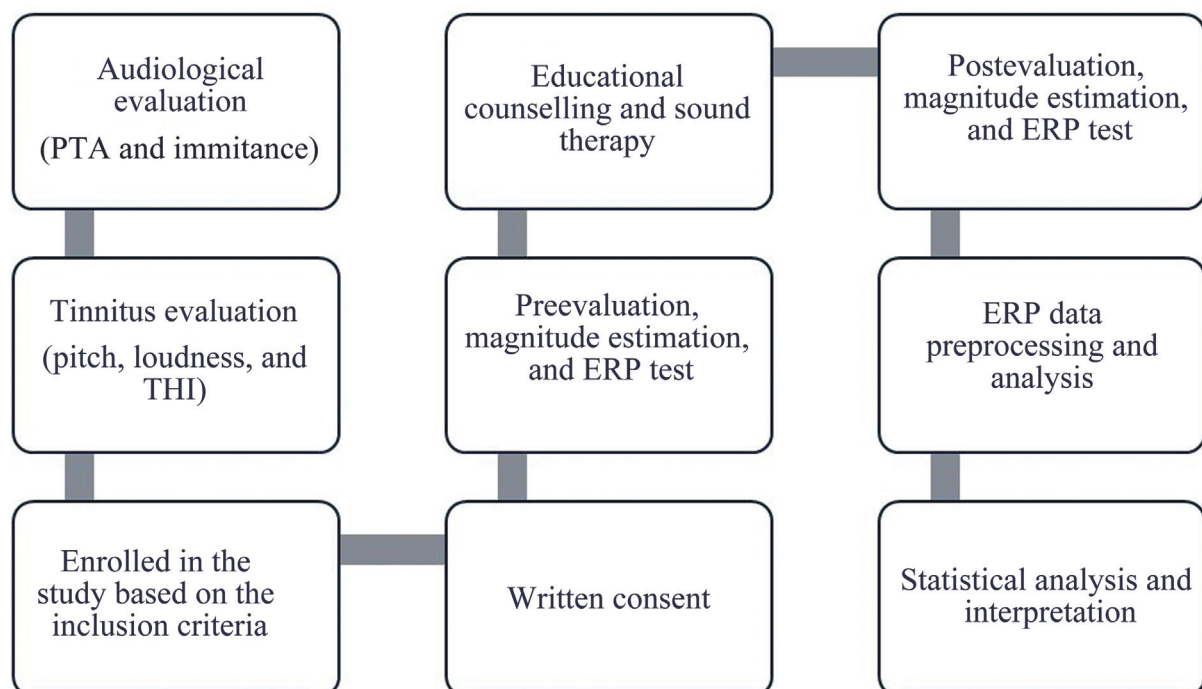 Audiological
evaluation
(PTA and immitance)
Tinnitus evaluation
(pitch, loudness, and
THI)
Enrolled in the
study based on the
inclusion criteria
Written consent
Preevaluation,
magnitude estimation,
and ERP test
Educational
counselling and sound
therapy
Postevaluation,
magnitude estimation,
and ERP test
ERP data
preprocessing and
analysis
Statistical analysis and
interpretation